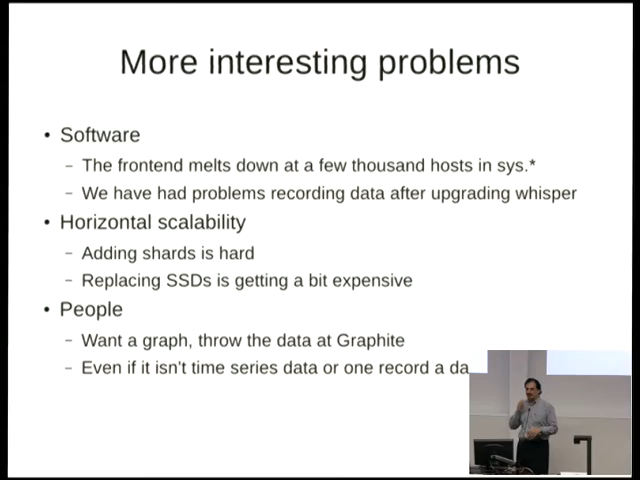 More interesting problems
• Software
– The frontend melts down at a few thousand hosts in sys.*
– We have had problems recording data after upgrading whisper
• Horizontal scalability
– Adding shards is hard
– Replacing SSDs is getting a bit expensive
• People
– Want a graph, throw the data at Graphite
– Even if it isn't time series data or one record a da